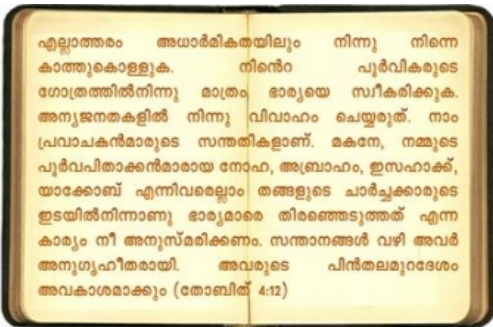 എല്ലാത്തരം അധാർമികതയിലും നിന്നു നിന്നെ
കാത്തുകൊള്ളുക. നിൻെറ പൂർവികരുടെ
ഗോത്രത്തിൽനിന്നു മാത്രം ഭാര്യയെ സ്വീകരിക്കുക.
അന്യജനതകളിൽ നിന്നു വിവാഹം ചെയ്യരുത്. നാം
പ്രവാചകൻമാരുടെ സന്തതികളാണ്. മകനേ, നമ്മുടെ
പൂർവപിതാക്കൻമാരായ നോഹ, അബ്രാഹം, ഇസഹാക്ക്,
യാക്കോബ് എന്നിവരെല്ലാം തങ്ങളുടെ ചാർച്ചക്കാരുടെ
ഇടയിൽനിന്നാണു ഭാര്യമാരെ തിരഞ്ഞെടുത്തത് എന്ന
കാര്യം നീ അനുസ്മരിക്കണം. സന്താനങ്ങൾ വഴി അവർ
അനുഗൃഹീതരായി. അവരുടെ പിൻതലമുറദേശം
അവകാശമാക്കും (തോബിത് 4:12)